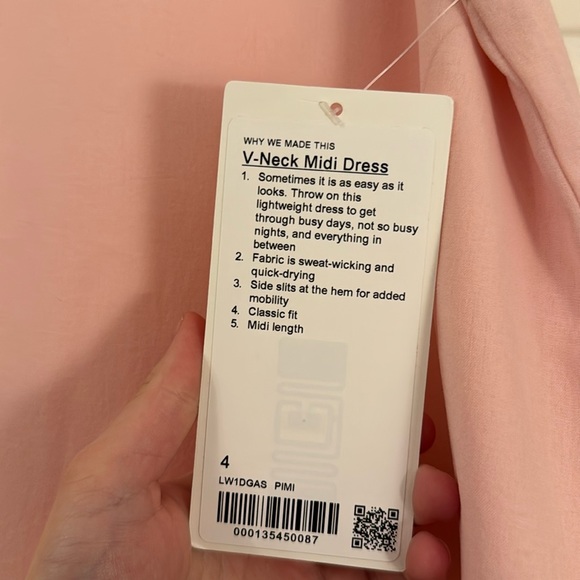 WHY WE MADE THIS
V-Neck Midi Dress
1. Sometimes it is as easy as it
looks. Throw on this
lightweight dress to get
through busy days, not so busy
nights, and everything in
between
2. Fabric is sweat-wicking and
quick-drying
3. Side slits at the hem for added
mobility
4. Classic fit
5. Midi length
4
LW1DGAS PIMI
000135450087